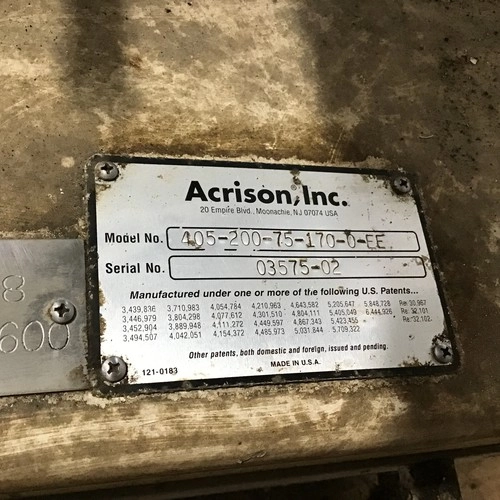 Acrison, Inc.
20 Empire Blvd., Moonachie, NJ 07074 USA
Model No. 405-200-75-170-0-EE
Serial No. 03575-02
Manufactured under one or more of the following U.S. Patents...
3,439,836 3,710,983 4,054,784 4,210,963 4,643,582 5,205,647 5,848,728 Re: 30,967
3,446,979 3,804,298 4,077,612 4,301,510 4,804,111 5,405,049 6,444,926 Re: 32,101
3,452,904 3,889,948 4,111,272 4,449,597 4,867,343 5,423,455 Re: 32,102
3,494,507 4,042,051 4,154,372 4,485,973 5,031,844 5,709,322
Other patents, both domestic and foreign, issued and pending.
MADE IN U.S.A.
121-0183
8
600